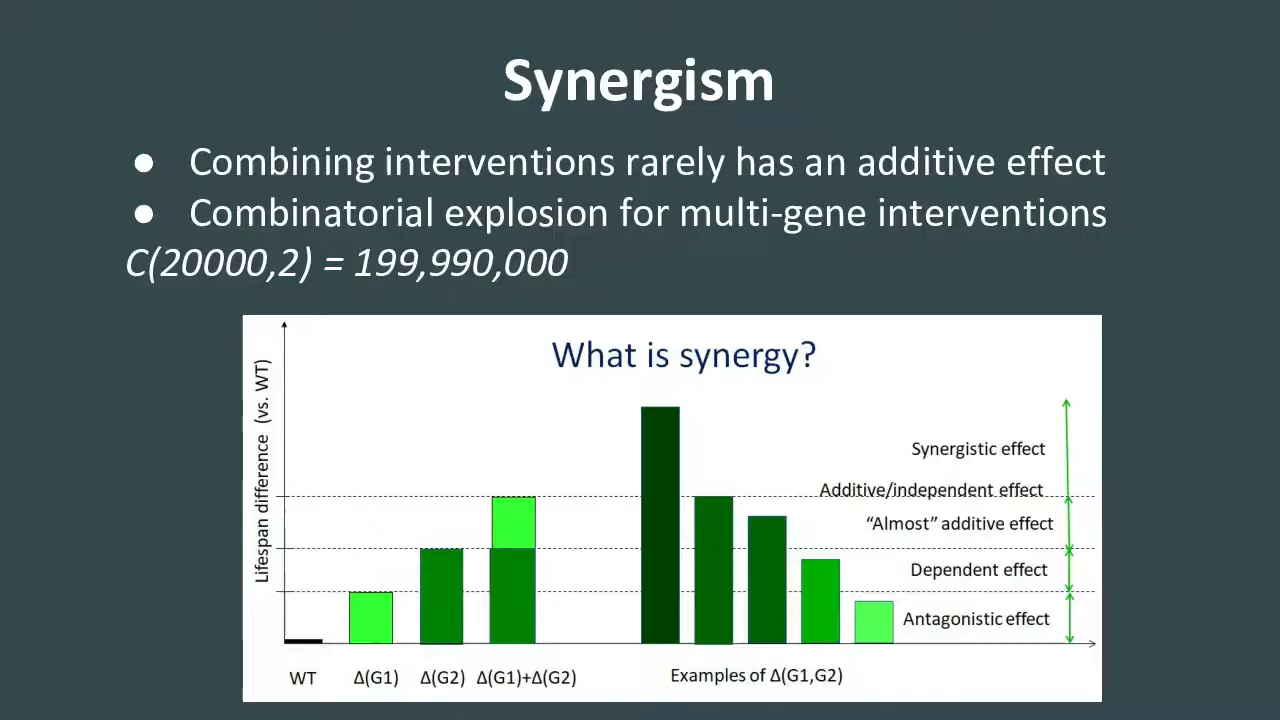 Synergism
● Combining interventions rarely has an additive effect
● Combinatorial explosion for multi-gene interventions
C(20000,2) = 199,990,000
What is synergy?
Lifespan difference (vs. WT)
Synergistic effect
Additive/independent effect
“Almost” additive effect
Dependent effect
Antagonistic effect
WT Δ(G1) Δ(G2) Δ(G1)+Δ(G2) Examples of Δ(G1,G2)